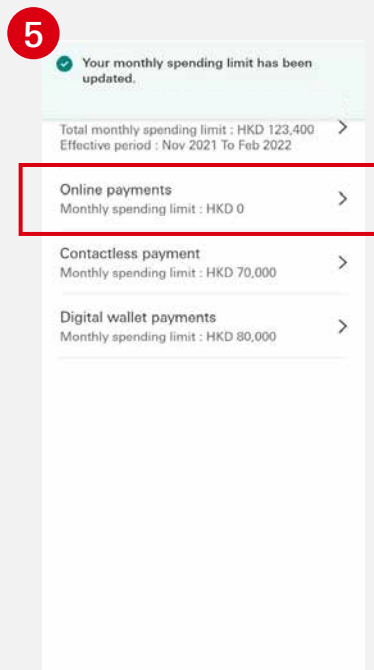 5
Your monthly spending limit has been
updated.
Total monthly spending limit : HKD 123,400
Effective period : Nov 2021 To Feb 2022
Online payments
Monthly spending limit : HKD 0
Contactless payment
Monthly spending limit : HKD 70,000
Digital wallet payments
Monthly spending limit : HKD 80,000